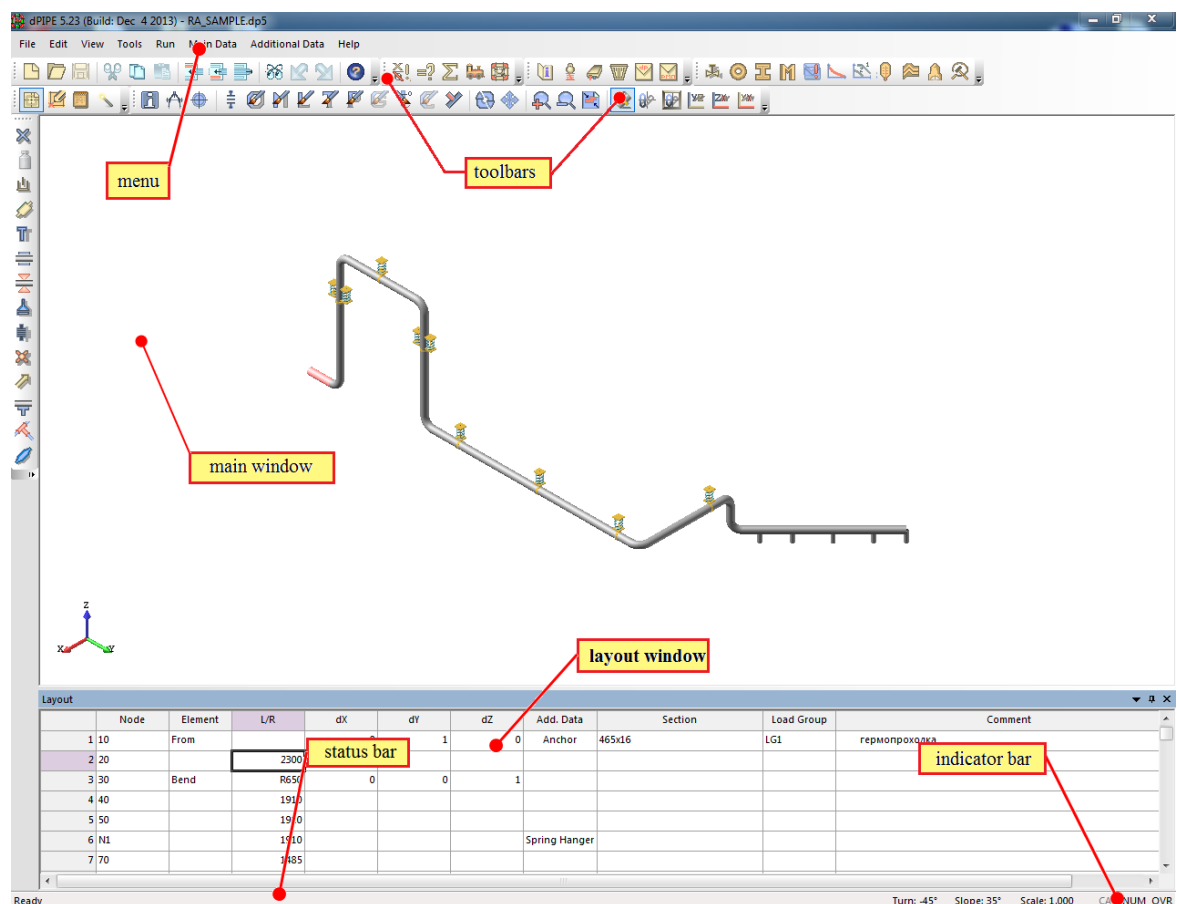 dPIPE 5.23 (Build: Dec 4 2013) - RA_SAMPLE.dp5
File Edit View Tools Run Main Data Additional Data Help
menu
toolbars
main window
Z
X Y
layout window
Layout
Node Element L/R dX dY dZ Add. Data Section Load Group Comment
1 10 From 0 1 0 Anchor 465x16 LG1 гермопроходка
status bar
indicator bar
2 20 2300
3 30 Bend R650 0 0 1
4 40 1910
5 50 1910
6 N1 1910 Spring Hanger
7 70 1485
Ready Turn: -45° Slope: 35° Scale: 1.000 NUM OVR